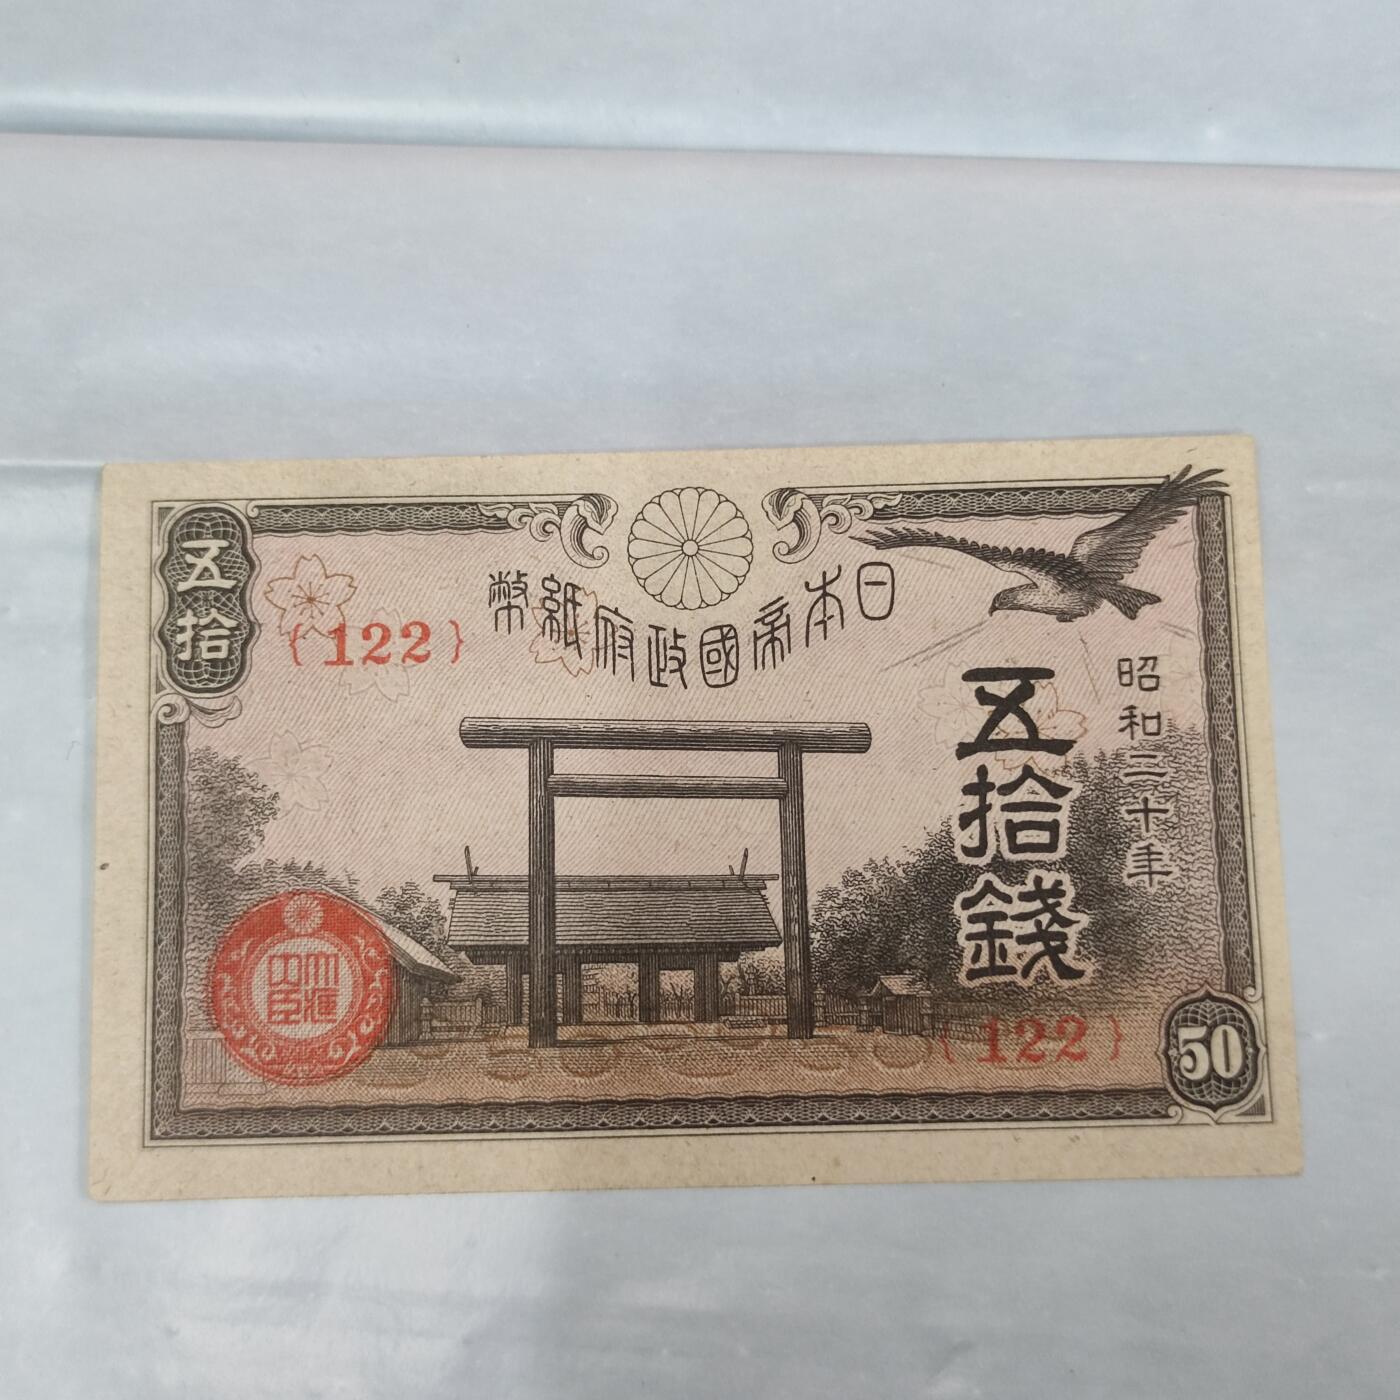 日本帝國政府紙幣
五拾
{122}
五拾錢
昭和二十年
{122}
50